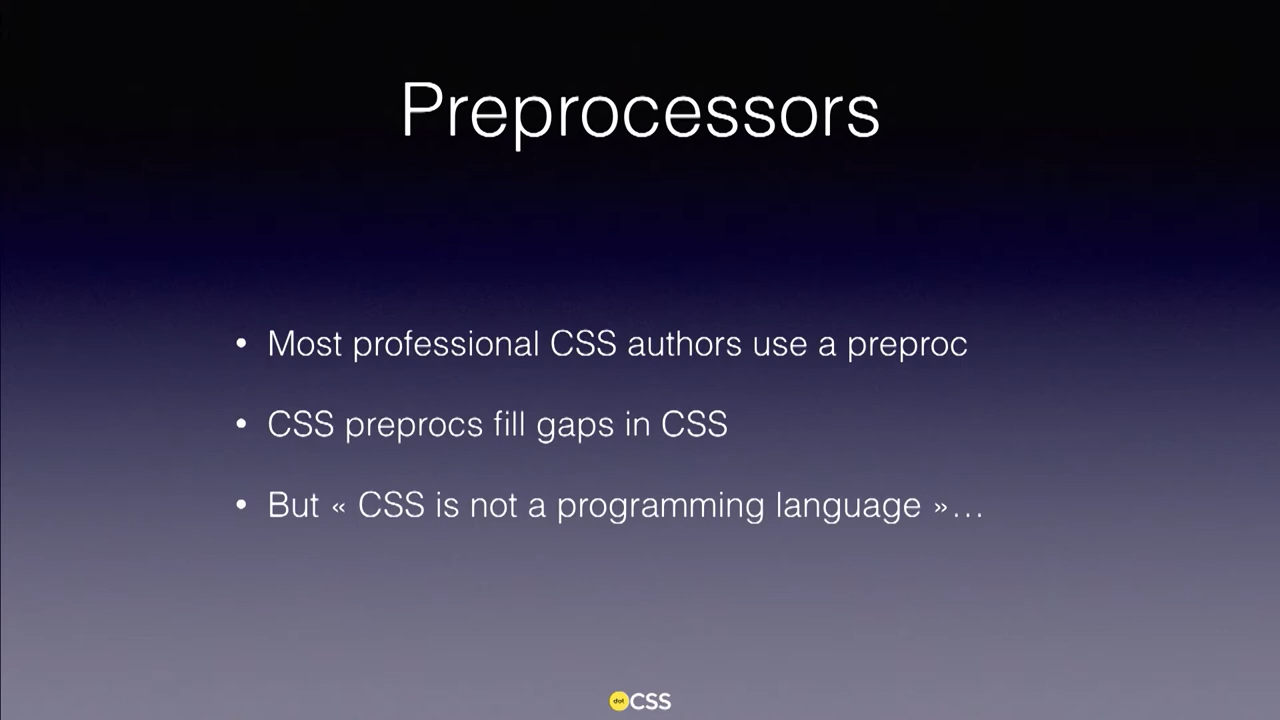 Preprocessors
• Most professional CSS authors use a preproc
• CSS preprocs fill gaps in CSS
• But « CSS is not a programming language »…
dotCSS